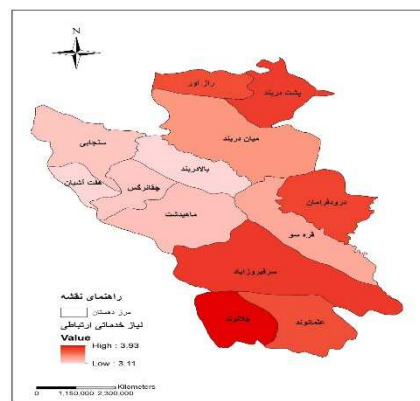 N
راز آور
پشت دربند
میان دربند
سنجابی
بالادربند
هفت آشیان
چقانرگس
درودفرامان
ماهیدشت
قره سو
سرفیروزآباد
جلالوند
عثمانوند
راهنمای نقشه
مرز دهستان
نیاز خدماتی ارتباطی
Value
High : 3.93
Low : 3.11
Kilometers
0 1,150,000 2,300,000